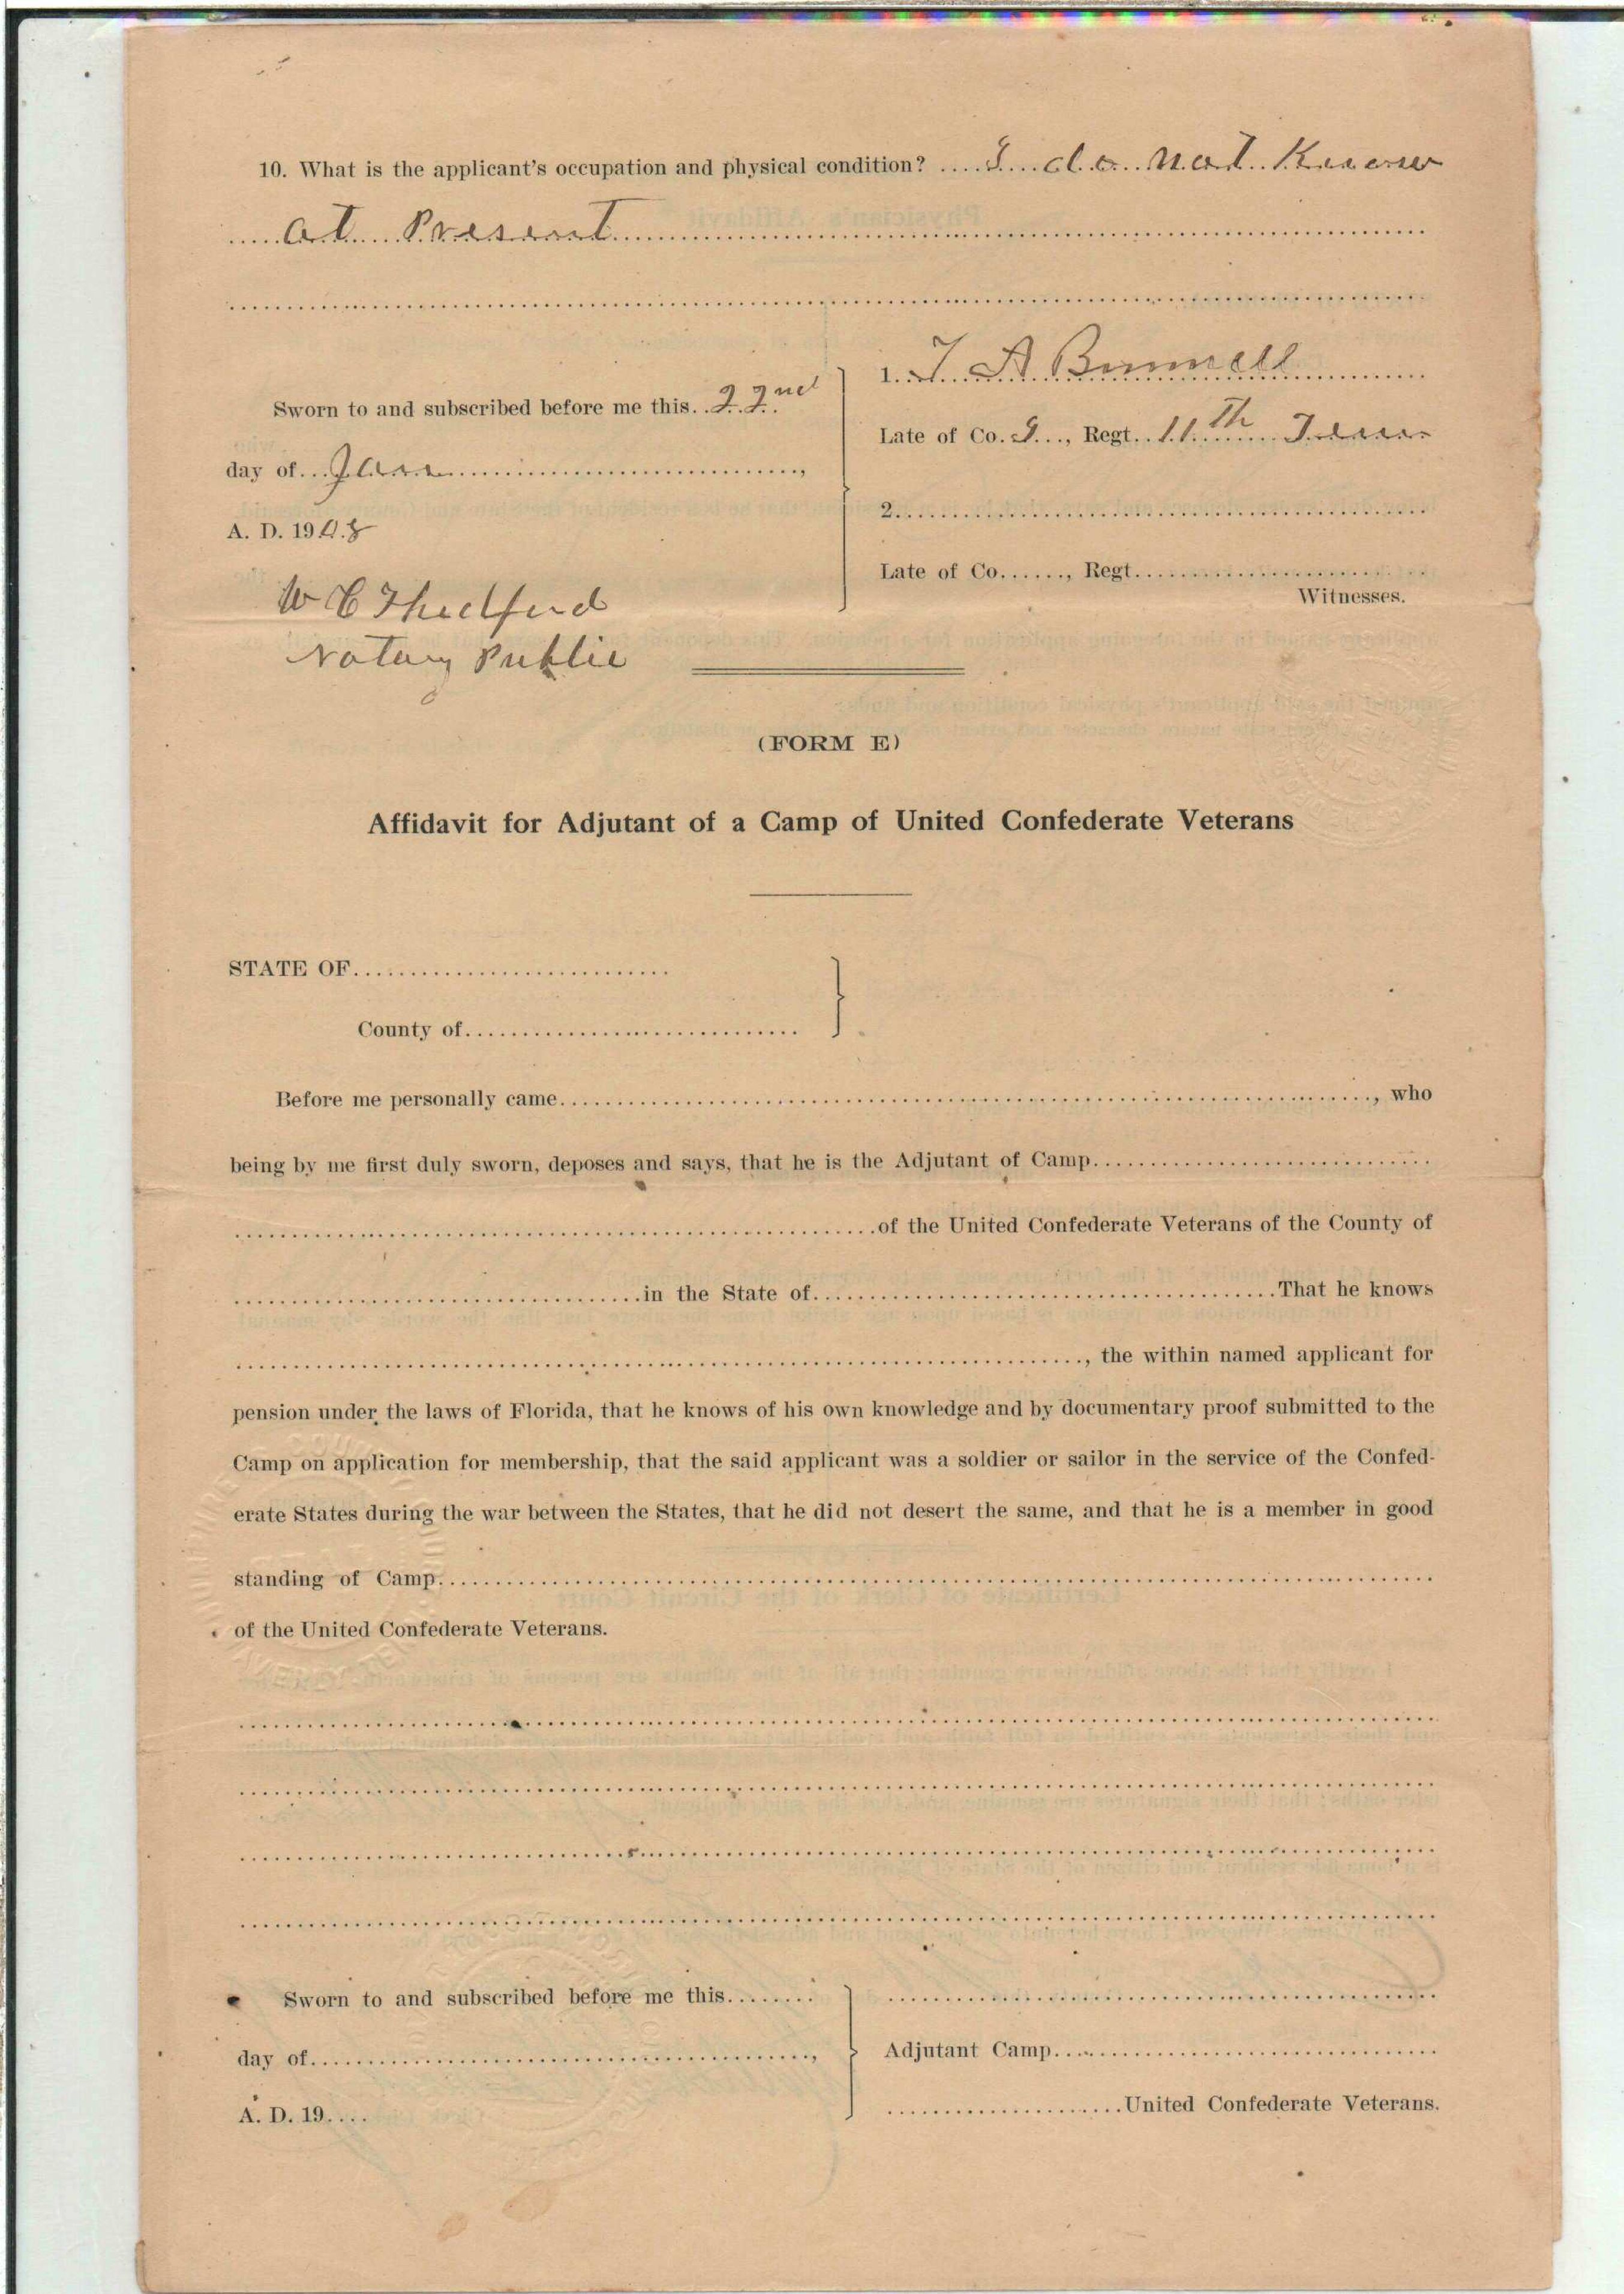 10. What is the applicant's occupation and physical condition? I do not Know
at Present
1. T. A. Bunnell
Sworn to and subscribed before me this 22nd
Late of Co. I, Regt. 11th Tenn
day of Jan,
2.
A. D. 1908
Late of Co......, Regt.
Witnesses.
W C Thedford
Notary Public
(FORM E)
Affidavit for Adjutant of a Camp of United Confederate Veterans
STATE OF
County of
Before me personally came, who
being by me first duly sworn, deposes and says, that he is the Adjutant of Camp
of the United Confederate Veterans of the County of
in the State of That he knows
, the within named applicant for
pension under the laws of Florida, that he knows of his own knowledge and by documentary proof submitted to the
Camp on application for membership, that the said applicant was a soldier or sailor in the service of the Confed-
erate States during the war between the States, that he did not desert the same, and that he is a member in good
standing of Camp
of the United Confederate Veterans.
Sworn to and subscribed before me this
day of,
Adjutant Camp
A. D. 19....
United Confederate Veterans.